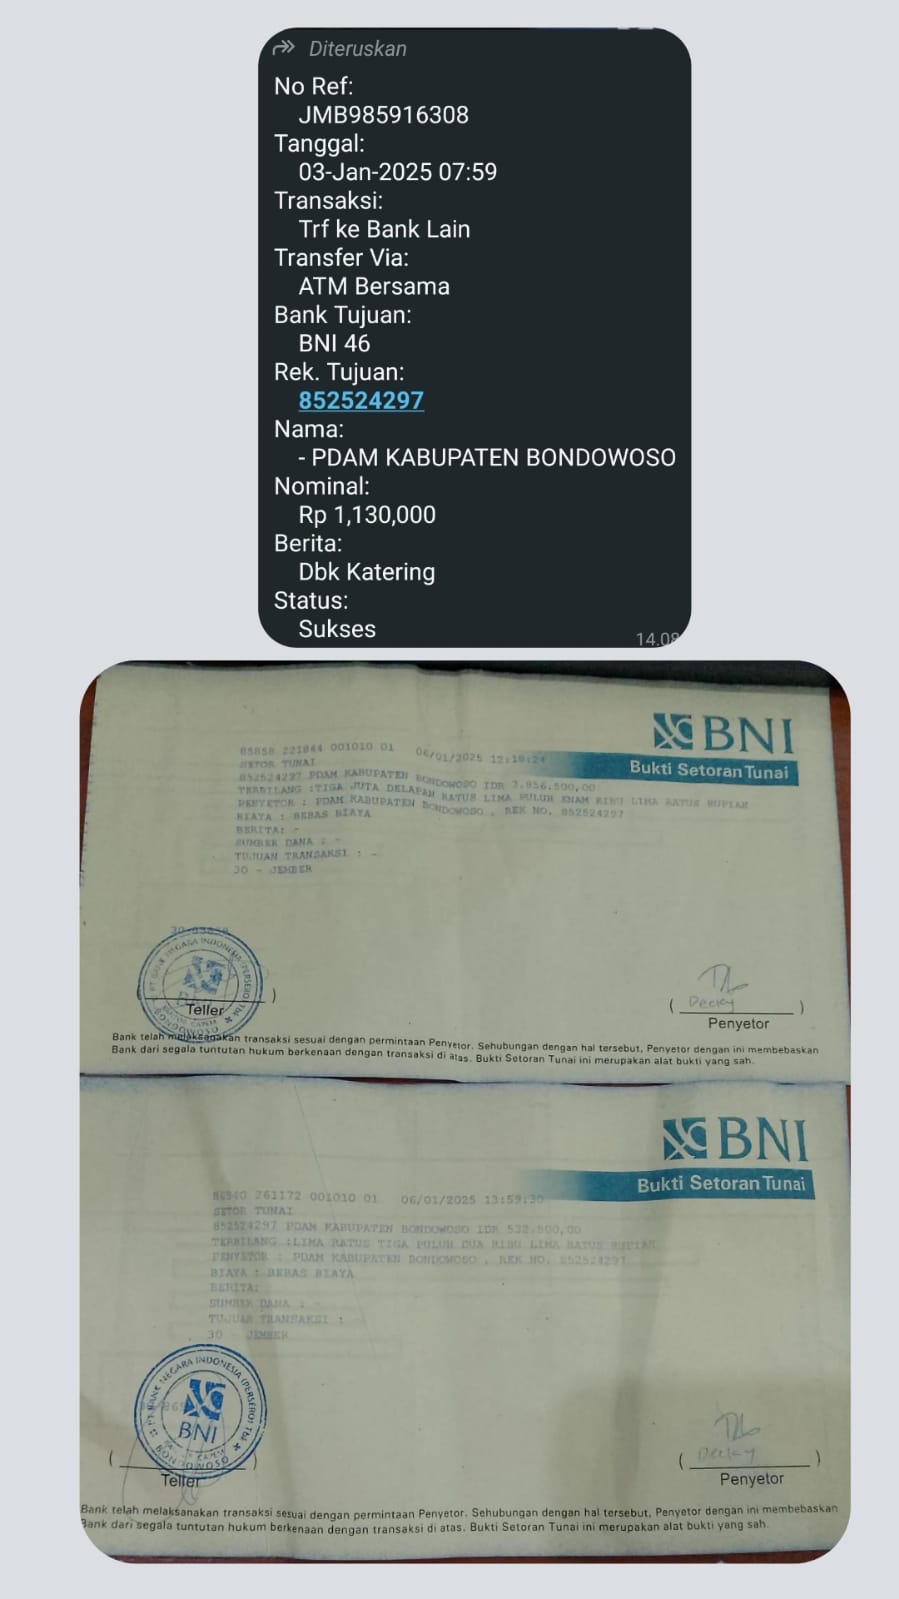 Diteruskan
No Ref:
JMB985916308
Tanggal:
03-Jan-2025 07:59
Transaksi:
Trf ke Bank Lain
Transfer Via:
ATM Bersama
Bank Tujuan:
BNI 46
Rek. Tujuan:
852524297
Nama:
- PDAM KABUPATEN BONDOWOSO
Nominal:
Rp 1,130,000
Berita:
Dbk Katering
Status:
Sukses
14.08
BNI
Bukti Setoran Tunai
85858 221844 001010 01 06/01/2025 12:10:24
SETOR TUNAI
852524297 PDAM KABUPATEN BONDOWOSO IDR 3.856.500,00
TERBILANG :TIGA JUTA DELAPAN RATUS LIMA PULUH ENAM RIBU LIMA RATUS RUPIAH
PENYETOR : PDAM KABUPATEN BONDOWOSO , REK NO. 852524297
BIAYA : BEBAS BIAYA
BERITA: -
SUMBER DANA : -
TUJUAN TRANSAKSI : -
30 - JEMBER
PT BANK NEGARA INDONESIA (PERSERO) Tbk
BONDOWOSO
( Teller )
( Decky )
Penyetor
Bank telah melaksanakan transaksi sesuai dengan permintaan Penyetor. Sehubungan dengan hal tersebut, Penyetor dengan ini membebaskan
Bank dari segala tuntutan hukum berkenaan dengan transaksi di atas. Bukti Setoran Tunai ini merupakan alat bukti yang sah.
BNI
Bukti Setoran Tunai
261172 001010 01 06/01/2025 13:59:30
SETOR TUNAI
852524297 PDAM KABUPATEN BONDOWOSO IDR 532.500,00
TERBILANG :LIMA RATUS TIGA PULUH DUA RIBU LIMA RATUS RUPIAH
PENYETOR : PDAM KABUPATEN BONDOWOSO , REK NO. 852524297
BIAYA : BEBAS BIAYA
BERITA:
SUMBER DANA : -
TUJUAN TRANSAKSI : -
30 - JEMBER
PT BANK NEGARA INDONESIA (PERSERO) Tbk
BNI
BONDOWOSO
( Teller )
( Decky )
Penyetor
Bank telah melaksanakan transaksi sesuai dengan permintaan Penyetor. Sehubungan dengan hal tersebut, Penyetor dengan ini membebaskan
Bank dari segala tuntutan hukum berkenaan dengan transaksi di atas. Bukti Setoran Tunai ini merupakan alat bukti yang sah.